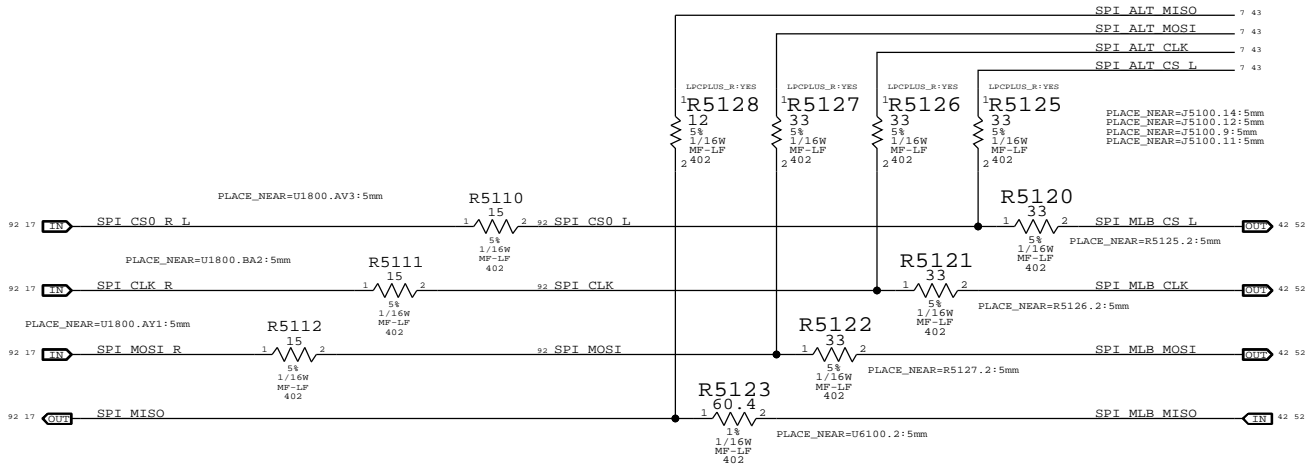 SPI_ALT_MISO 7 43
SPI_ALT_MOSI 7 43
SPI_ALT_CLK 7 43
SPI_ALT_CS_L 7 43
LPCPLUS_R:YES
1 R5128
12
5%
1/16W
MF-LF
2 402
LPCPLUS_R:YES
1 R5127
33
5%
1/16W
MF-LF
2 402
LPCPLUS_R:YES
1 R5126
33
5%
1/16W
MF-LF
2 402
LPCPLUS_R:YES
1 R5125
33
5%
1/16W
MF-LF
2 402
PLACE_NEAR=J5100.14:5mm
PLACE_NEAR=J5100.12:5mm
PLACE_NEAR=J5100.9:5mm
PLACE_NEAR=J5100.11:5mm
PLACE_NEAR=U1800.AV3:5mm
92 17 IN SPI_CS0_R_L
R5110
15
1 2
5%
1/16W
MF-LF
402
92 SPI_CS0_L
R5120
33
1 2
5%
1/16W
MF-LF
402
SPI_MLB_CS_L OUT 42 52
PLACE_NEAR=R5125.2:5mm
PLACE_NEAR=U1800.BA2:5mm
92 17 IN SPI_CLK_R
R5111
15
1 2
5%
1/16W
MF-LF
402
92 SPI_CLK
R5121
33
1 2
5%
1/16W
MF-LF
402
SPI_MLB_CLK OUT 42 52
PLACE_NEAR=R5126.2:5mm
PLACE_NEAR=U1800.AY1:5mm
92 17 IN SPI_MOSI_R
R5112
15
1 2
5%
1/16W
MF-LF
402
92 SPI_MOSI
R5122
33
1 2
5%
1/16W
MF-LF
402
SPI_MLB_MOSI OUT 42 52
PLACE_NEAR=R5127.2:5mm
92 17 OUT SPI_MISO
R5123
60.4
1 2
1%
1/16W
MF-LF
402
SPI_MLB_MISO IN 42 52
PLACE_NEAR=U6100.2:5mm